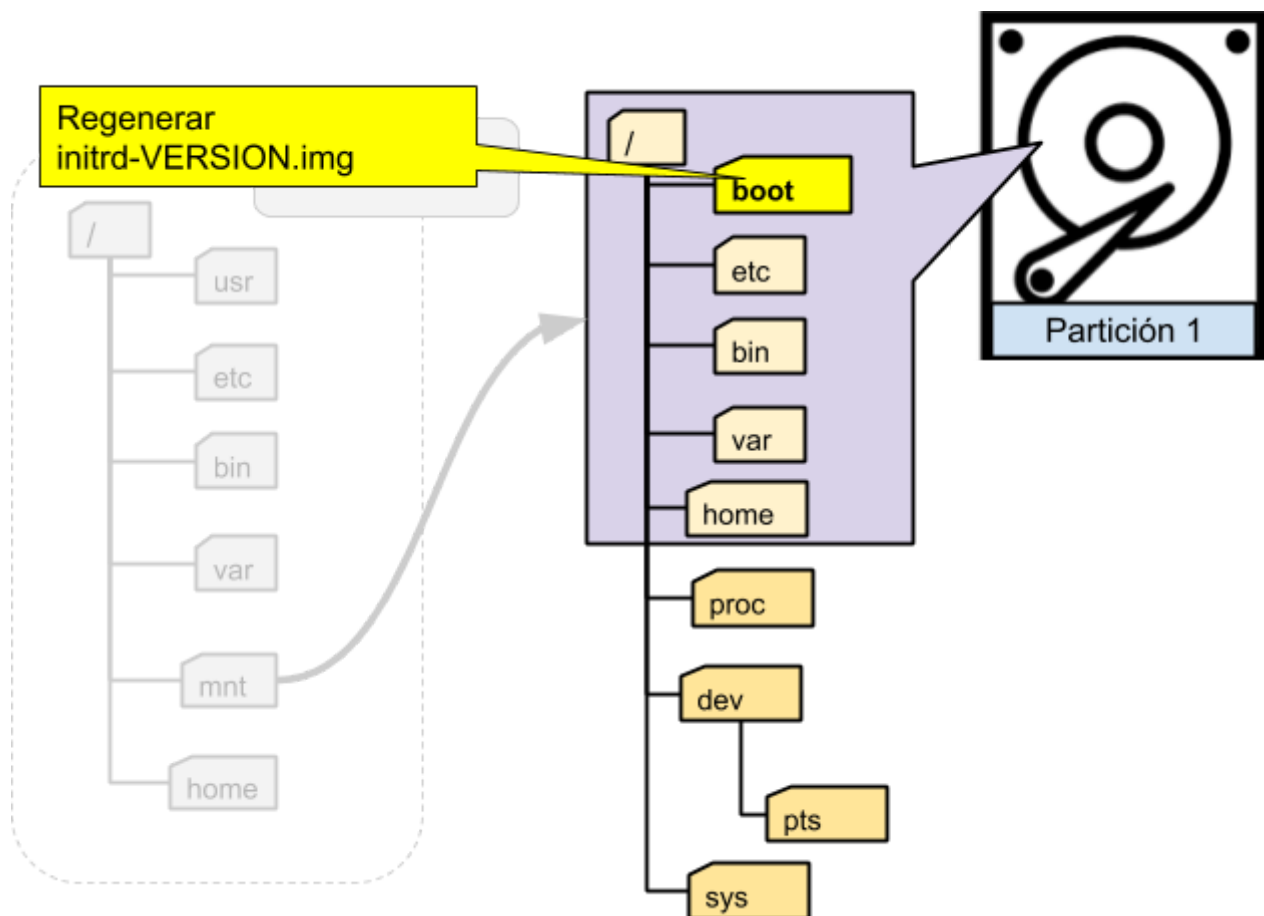 Regenerar
initrd-VERSION.img
/
usr
etc
bin
var
mnt
home
/
boot
etc
bin
var
home
proc
dev
pts
sys
Partición 1